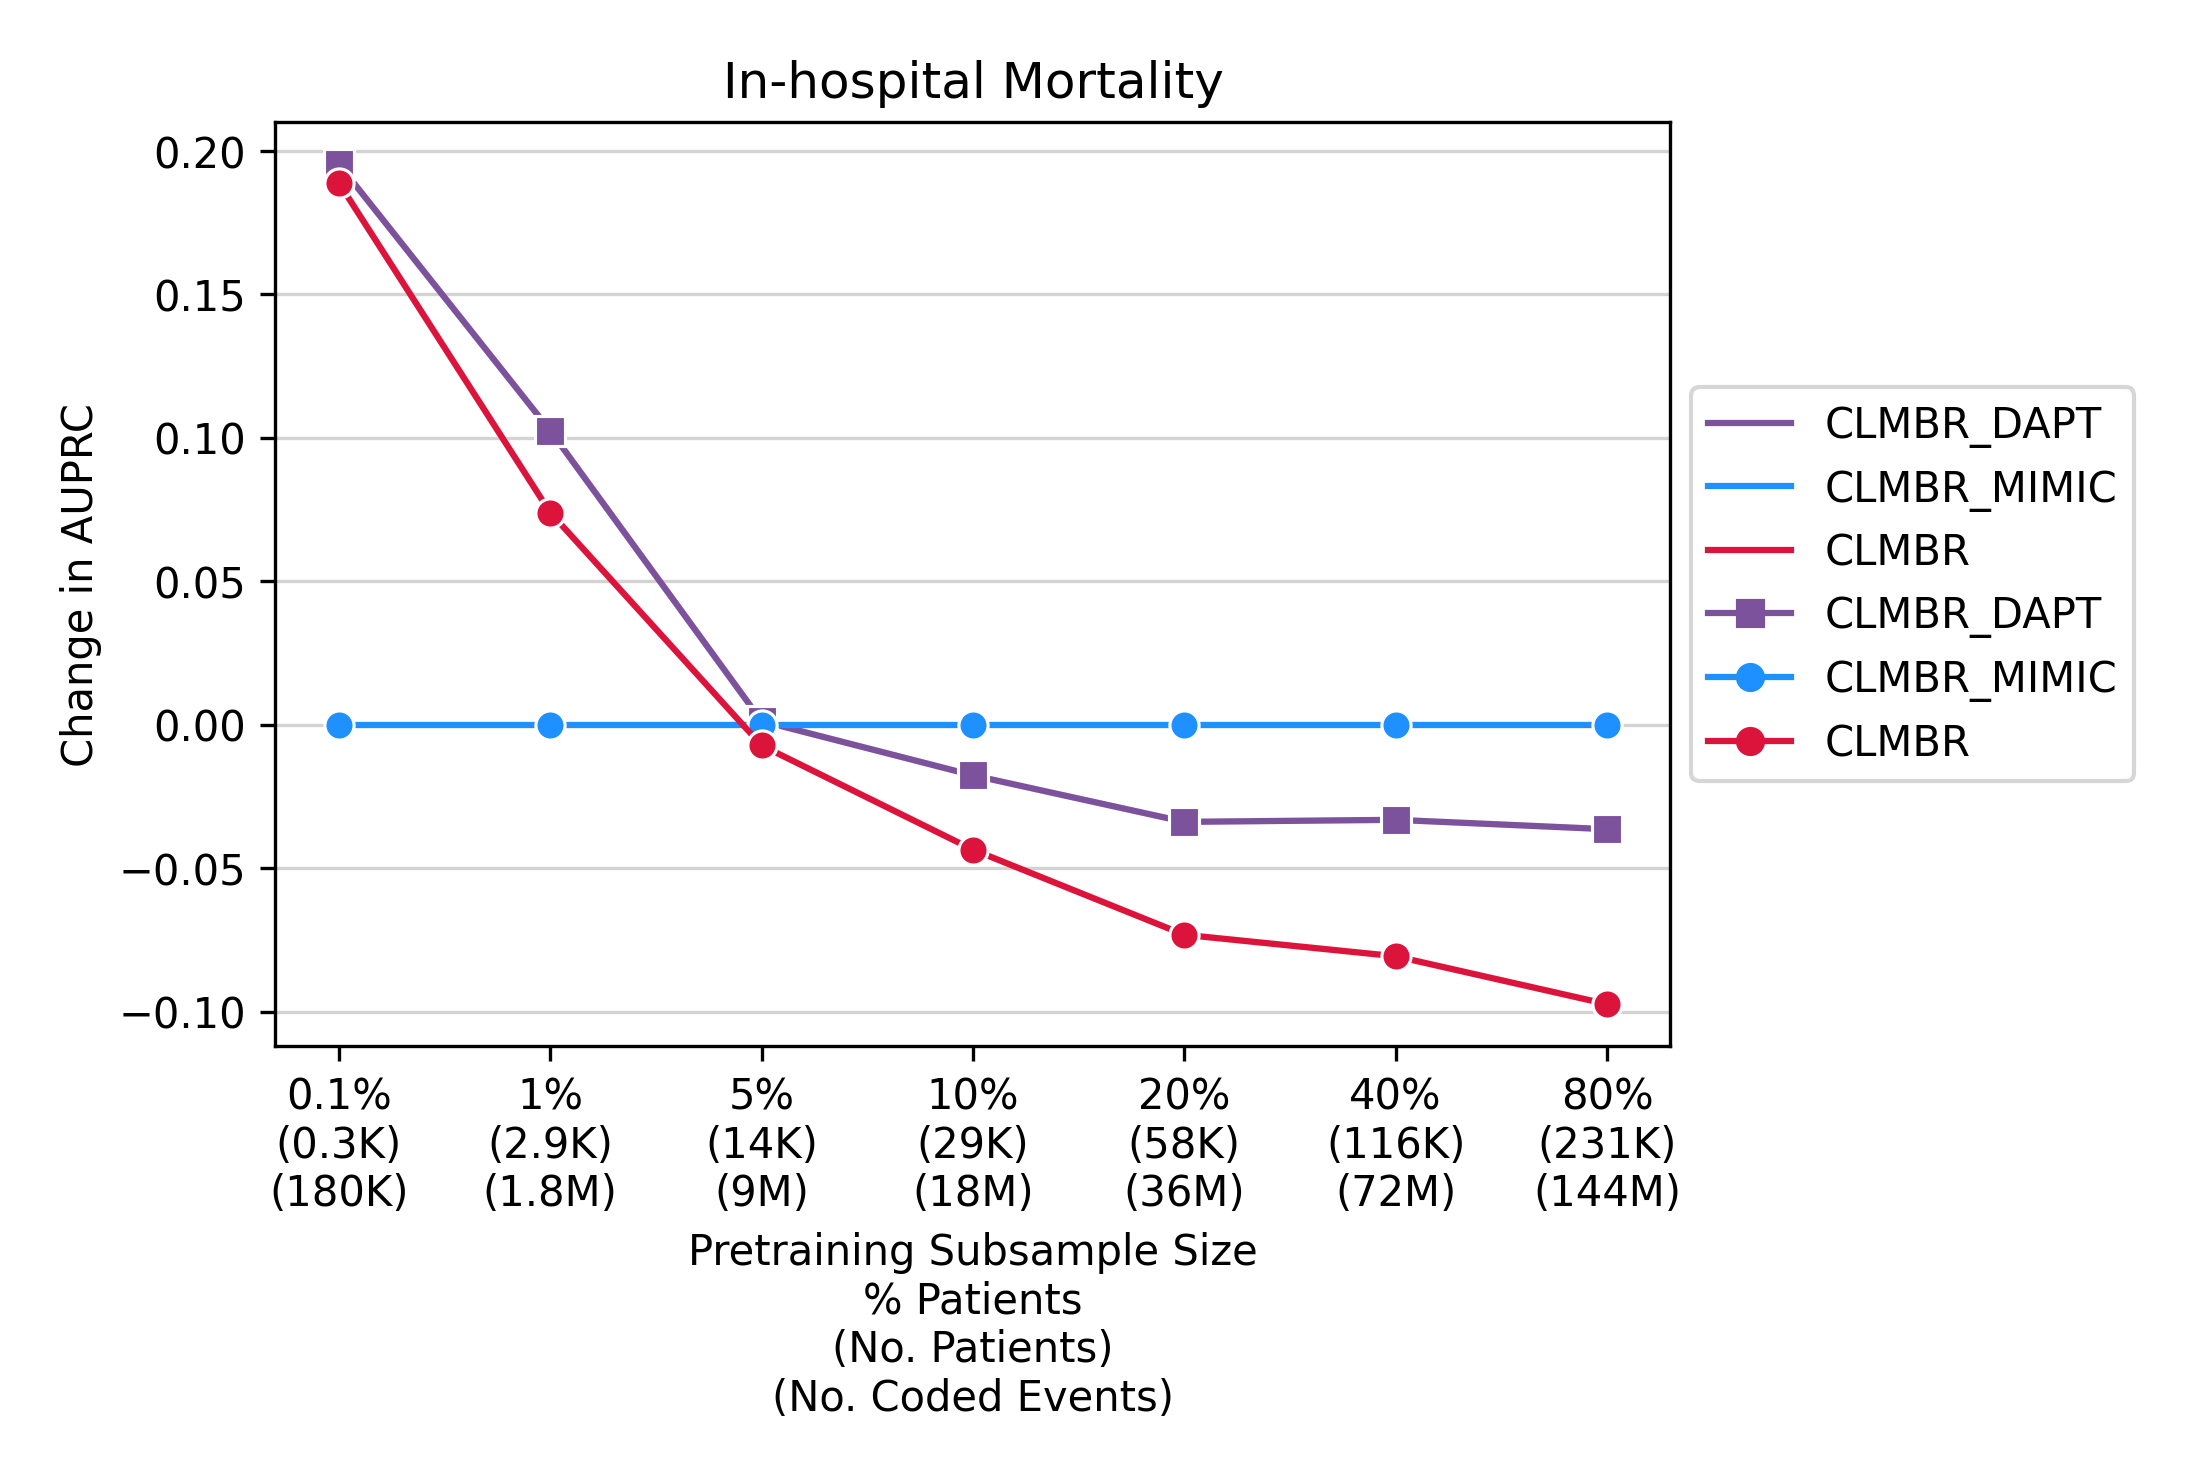 In-hospital Mortality
Change in AUPRC
0.20
0.15
0.10
0.05
0.00
−0.05
−0.10
0.1% 1% 5% 10% 20% 40% 80%
(0.3K) (2.9K) (14K) (29K) (58K) (116K) (231K)
(180K) (1.8M) (9M) (18M) (36M) (72M) (144M)
Pretraining Subsample Size
% Patients
(No. Patients)
(No. Coded Events)
CLMBR_DAPT
CLMBR_MIMIC
CLMBR
CLMBR_DAPT
CLMBR_MIMIC
CLMBR